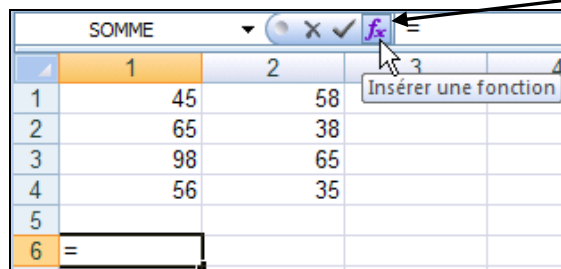 SOMME fx =
1 2 3 4
Insérer une fonction
1 45 58
2 65 38
3 98 65
4 56 35
5
6 =